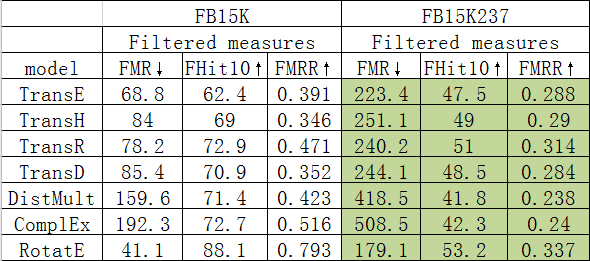 FB15K FB15K237
Filtered measures Filtered measures
model FMR↓ FHit10↑ FMRR↑ FMR↓ FHit10↑ FMRR↑
TransE 68.8 62.4 0.391 223.4 47.5 0.288
TransH 84 69 0.346 251.1 49 0.29
TransR 78.2 72.9 0.471 240.2 51 0.314
TransD 85.4 70.9 0.352 244.1 48.5 0.284
DistMult 159.6 71.4 0.423 418.5 41.8 0.238
ComplEx 192.3 72.7 0.516 508.5 42.3 0.24
RotatE 41.1 88.1 0.793 179.1 53.2 0.337